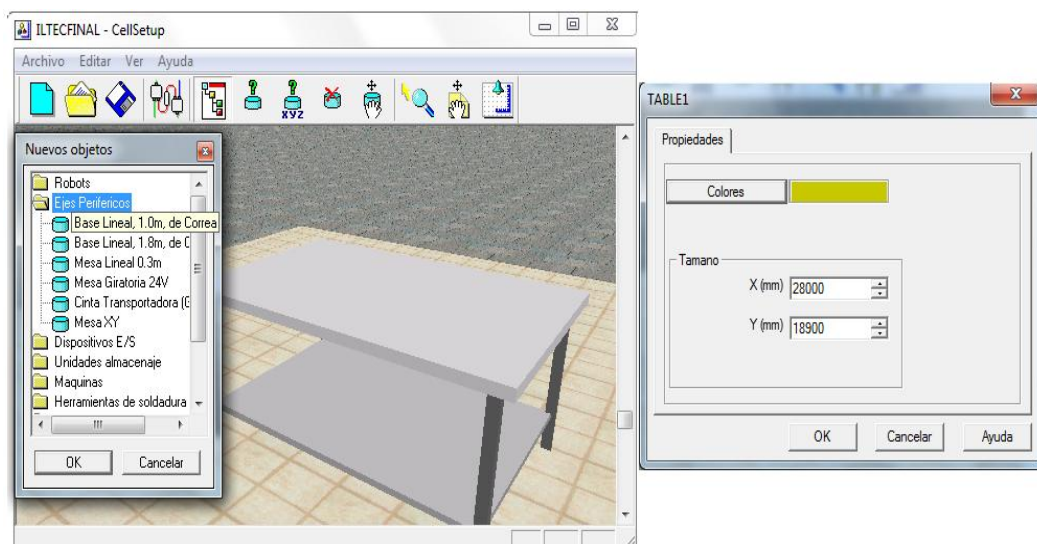 ILTECFINAL - CellSetup
Archivo Editar Ver Ayuda
? ? 
XYZ
Nuevos objetos
Robots
Ejes Perifericos
Base Lineal, 1.0m, de Correa
Base Lineal, 1.8m, de
Mesa Lineal 0.3m
Mesa Giratoria 24V
Cinta Transportadora
Mesa XY
Dispositivos E/S
Unidades almacenaje
Maquinas
Herramientas de soldadura
OK Cancelar
TABLE1
Propiedades
Colores
Tamano
X (mm) 28000
Y (mm) 18900
OK Cancelar Ayuda